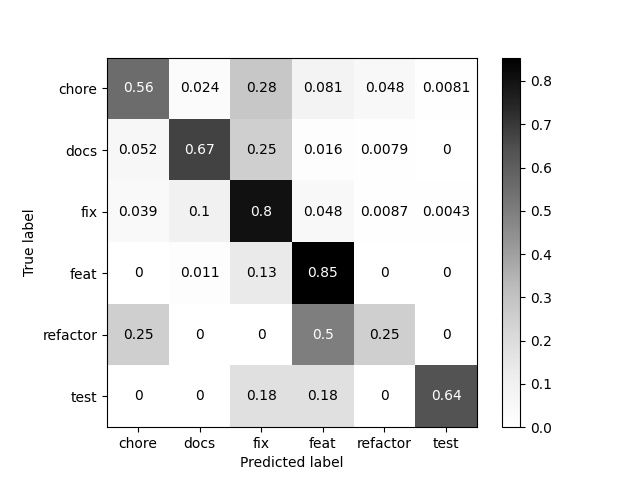 chore 0.56 0.024 0.28 0.081 0.048 0.0081
docs 0.052 0.67 0.25 0.016 0.0079 0
fix 0.039 0.1 0.8 0.048 0.0087 0.0043
feat 0 0.011 0.13 0.85 0 0
refactor 0.25 0 0 0.5 0.25 0
test 0 0 0.18 0.18 0 0.64
chore docs fix feat refactor test
Predicted label
True label
0.8
0.7
0.6
0.5
0.4
0.3
0.2
0.1
0.0